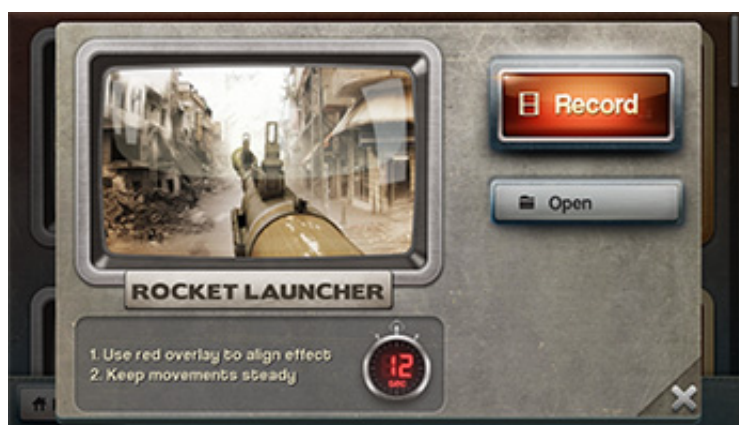 Record
Open
ROCKET LAUNCHER
1. Use red overlay to align effect
2. Keep movements steady
12
sec